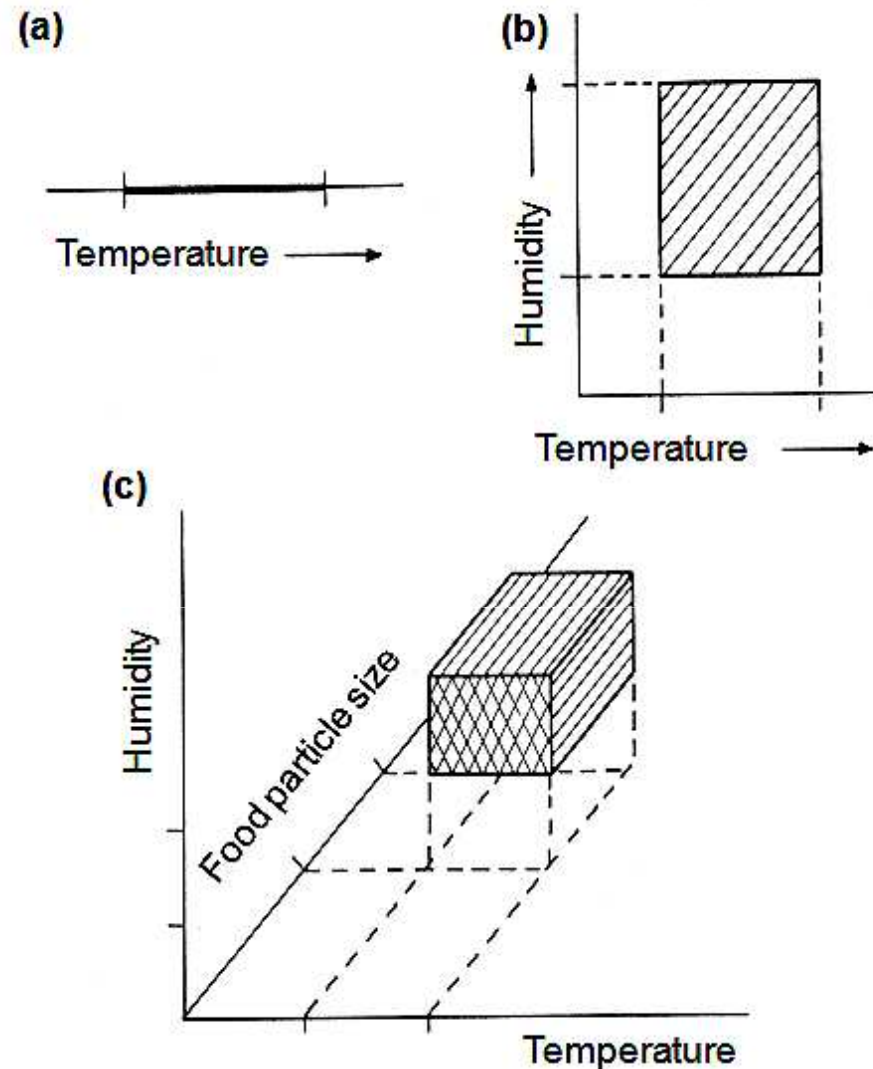 (a)
Temperature
(b)
Humidity
Temperature
(c)
Humidity
Food particle size
Temperature